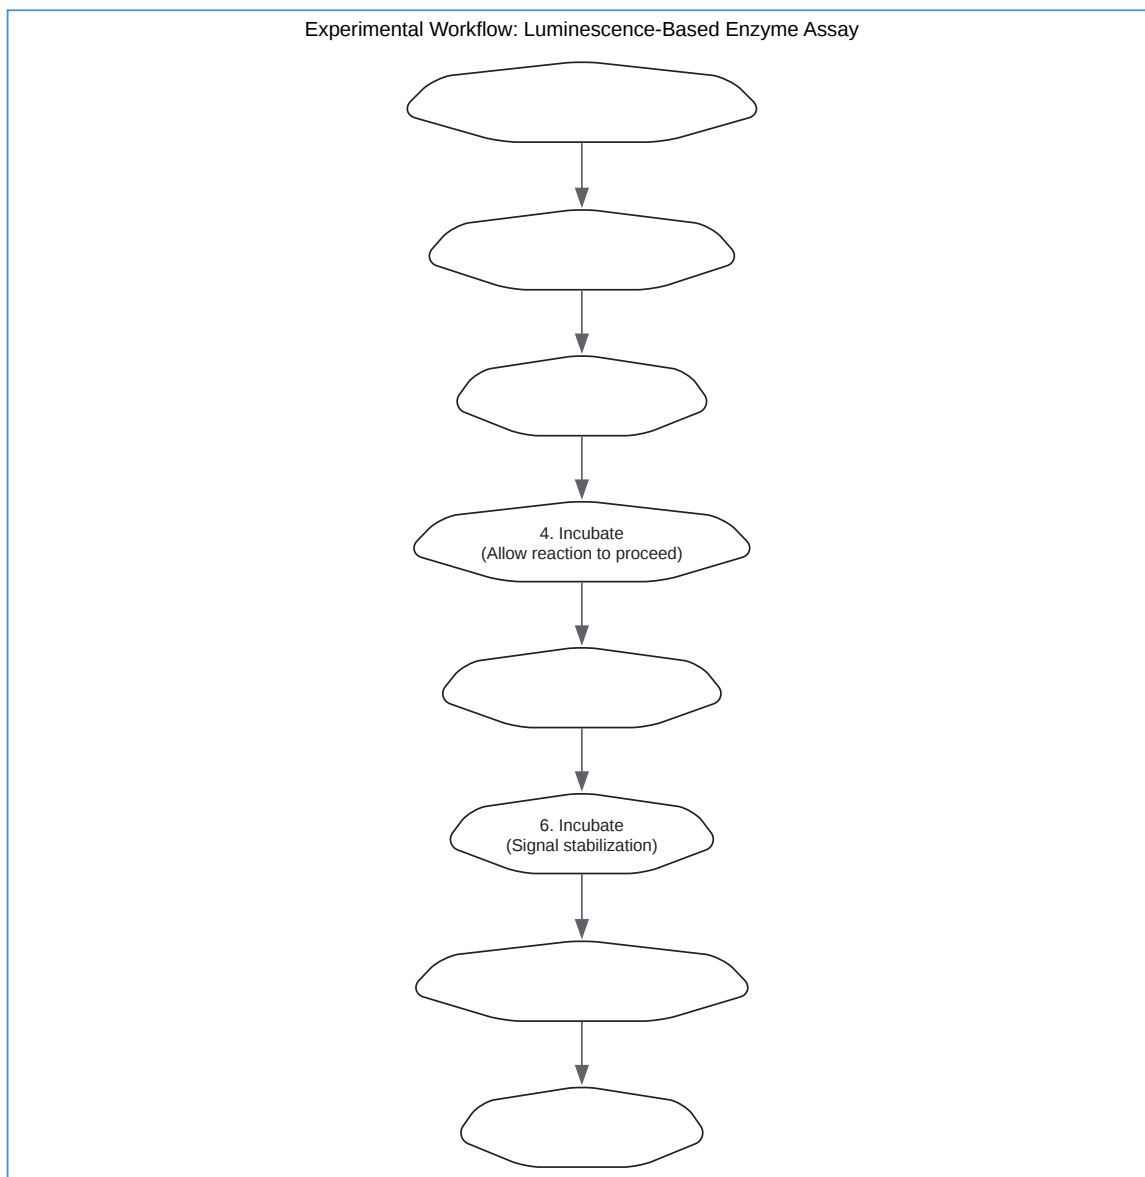 Experimental Workflow: Luminescence-Based Enzyme Assay
4. Incubate
(Allow reaction to proceed)
6. Incubate
(Signal stabilization)